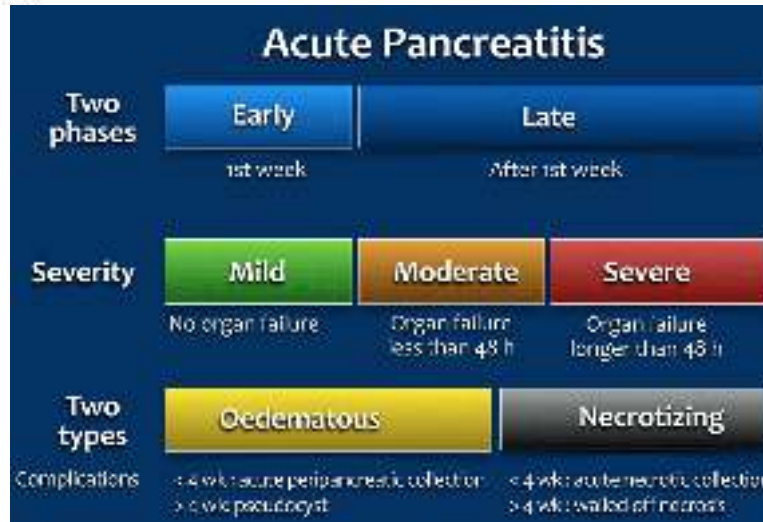 Acute Pancreatitis
Two
phases
Early
Late
1st week
After 1st week
Severity
Mild
Moderate
Severe
No organ failure
Organ failure
less than 48 h
Organ failure
longer than 48 h
Two
types
Oedematous
Necrotizing
Complications
< 4 wk : acute peripancreatic collection
> 4 wk: pseudocyst
< 4 wk : acute necrotic collection
> 4 wk : walled off necrosis